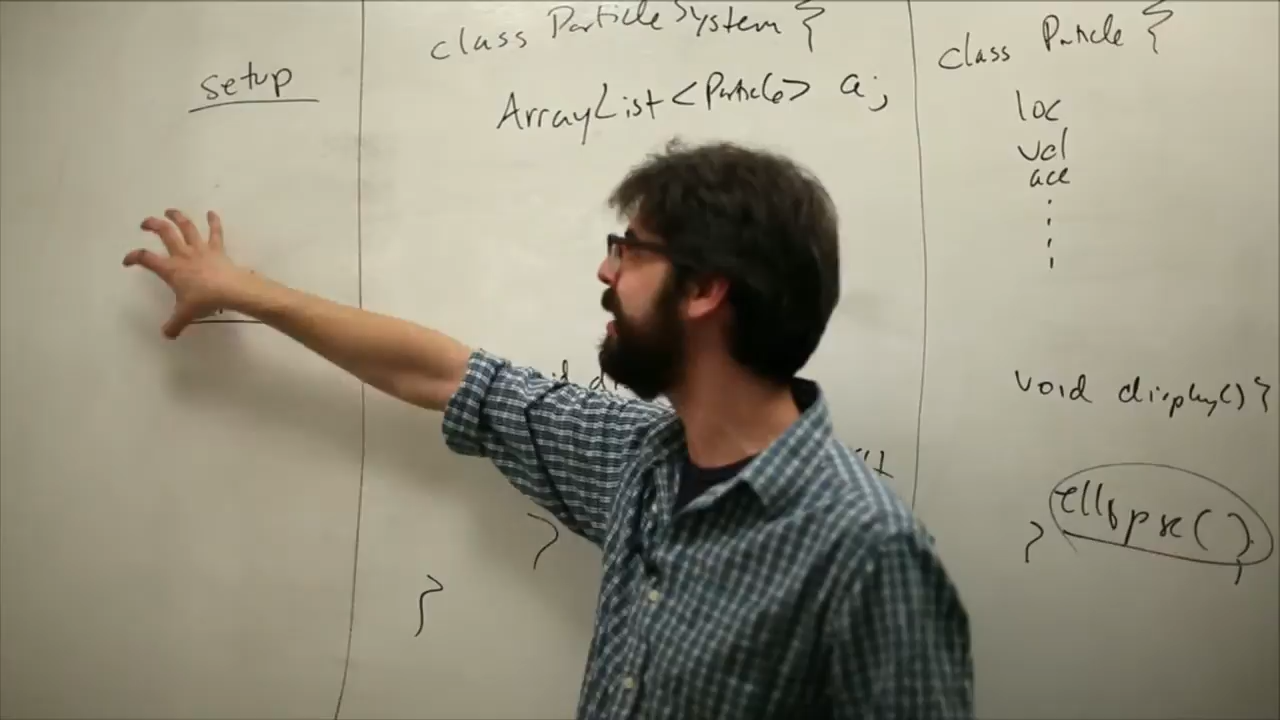 setup
class ParticleSystem {
ArrayList <Particle> a;
}
}
class Particle {
loc
vel
acc
void display() {
ellipse();
}